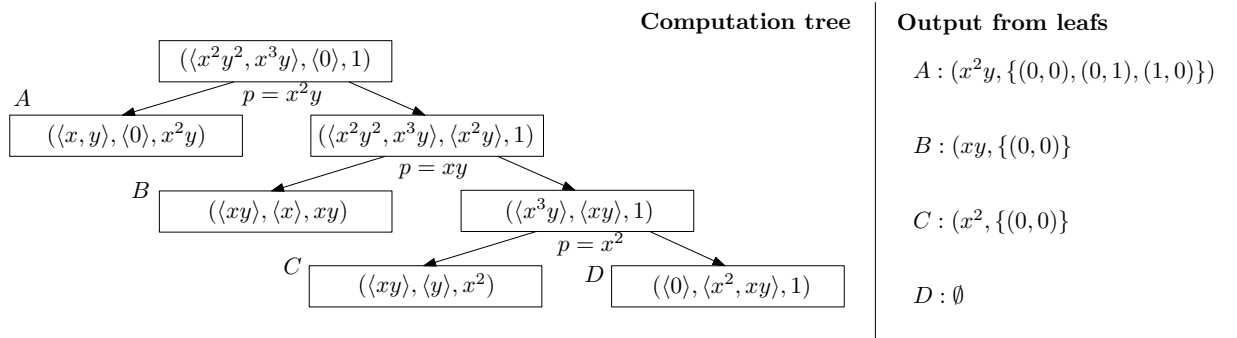 Computation tree
Output from leafs
(⟨x²y², x³y⟩, ⟨0⟩, 1)
A : (x²y, {(0, 0), (0, 1), (1, 0)})
p = x²y
A
(⟨x, y⟩, ⟨0⟩, x²y)
(⟨x²y², x³y⟩, ⟨x²y⟩, 1)
B : (xy, {(0, 0)}
p = xy
B
(⟨xy⟩, ⟨x⟩, xy)
(⟨x³y⟩, ⟨xy⟩, 1)
C : (x², {(0, 0)}
p = x²
C
(⟨xy⟩, ⟨y⟩, x²)
D
(⟨0⟩, ⟨x², xy⟩, 1)
D : ∅